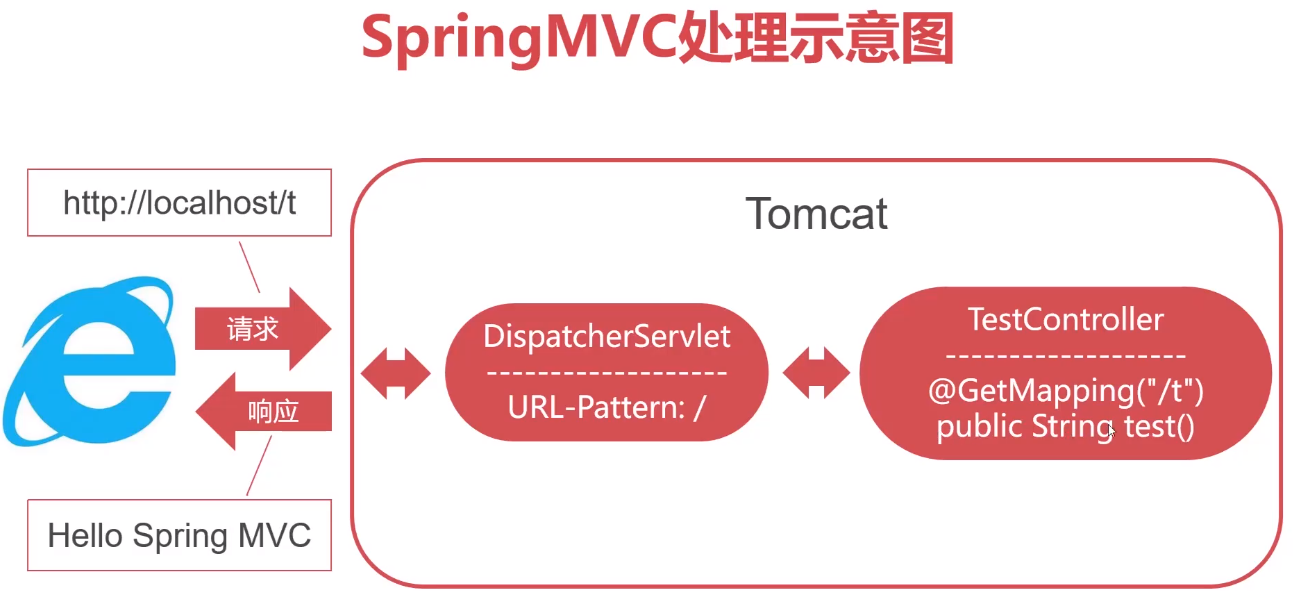 SpringMVC处理示意图
http://localhost/t
Tomcat
请求
响应
DispatcherServlet
-------------------
URL-Pattern: /
TestController
-------------------
@GetMapping("/t")
public String test()
Hello Spring MVC